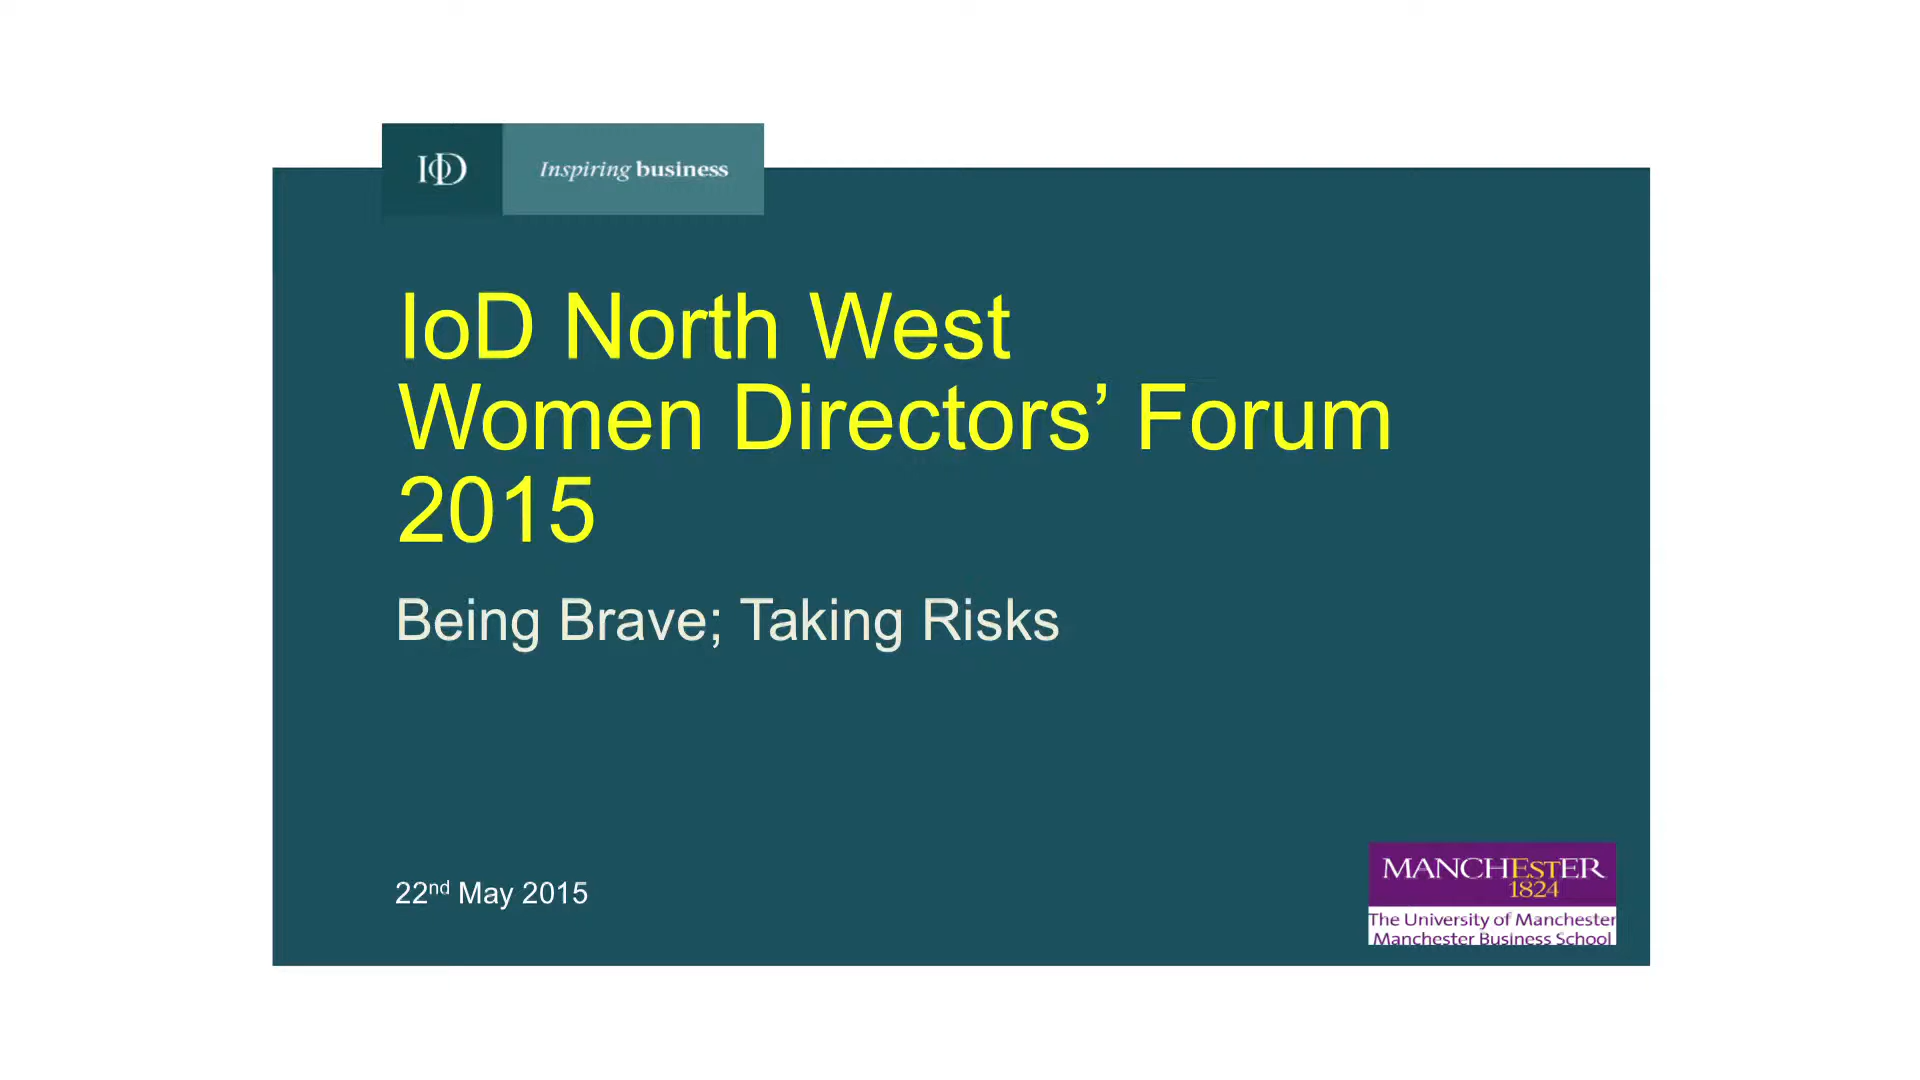 IoD Inspiring business
IoD North West
Women Directors’ Forum
2015
Being Brave; Taking Risks
22nd May 2015
MANCHESTER
1824
The University of Manchester
Manchester Business School